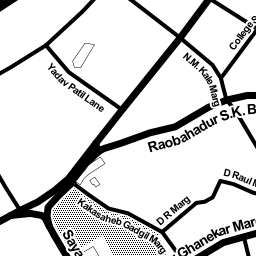 College S
N.M. Kale Marg
Yadav Patil Lane
Raobahadur S.K. B
D Raul M
D R Marg
Kakasaheb Gadgil Marg
Ghanekar Mar
Saya